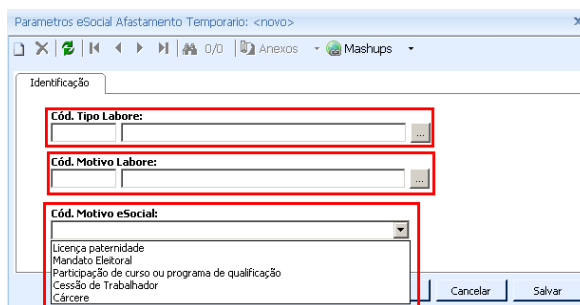 Parametros eSocial Afastamento Temporario: <novo>
0/0 Anexos Mashups
Identificação
Cód. Tipo Labore:
...
Cód. Motivo Labore:
...
Cód. Motivo eSocial:
Licença paternidade
Mandato Eleitoral
Participação de curso ou programa de qualificação
Cessão de Trabalhador
Cárcere
Cancelar Salvar